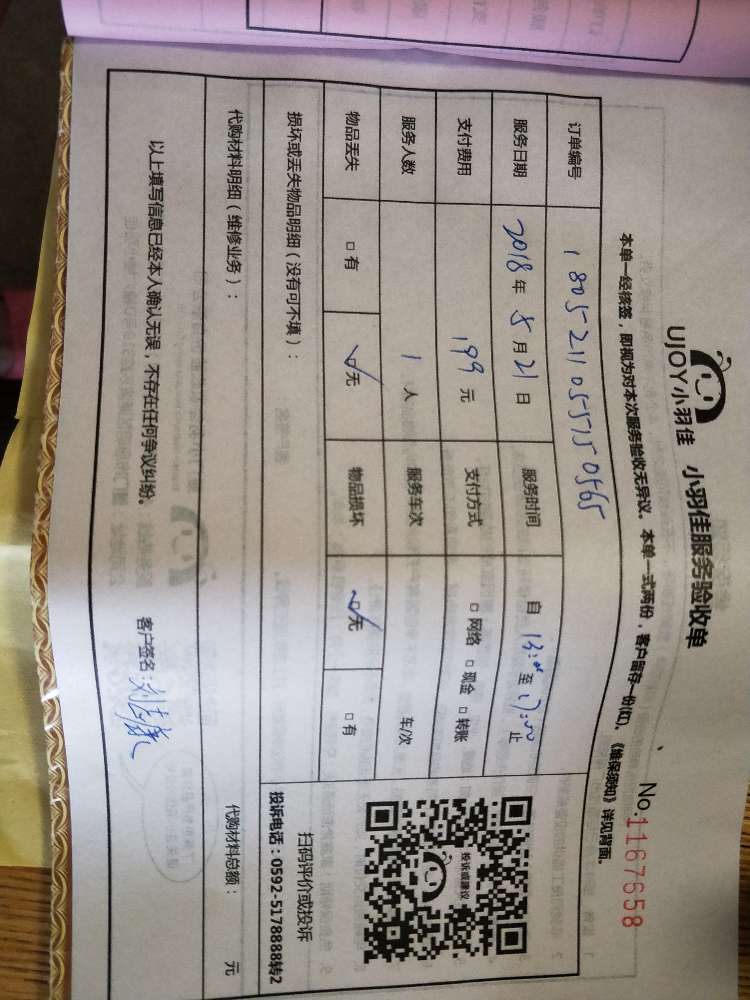 UJOY小羽佳 小羽佳服务验收单
No:1167658
本单一经核签，即视为对本次服务验收无异议。本单一式两份，客户留存一份(红)。《维保须知》详见背面。
订单编号 18052110557150565
服务日期 2018年5月21日 服务时间 自13:00至17:00止
支付费用 199元 支付方式 □网络 □现金 □转账
服务人数 1人 服务车次 车/次
物品丢失 □有 ☑无 物品损坏 ☑无 □有
投诉或建议
损坏或丢失物品明细（没有可不填）：
扫码评价或投诉
投诉电话：0592-5178888转2
代购材料明细（维修业务）： 代购材料总额： 元
以上填写信息已经本人确认无误，不存在任何争议纠纷。 客户签名：